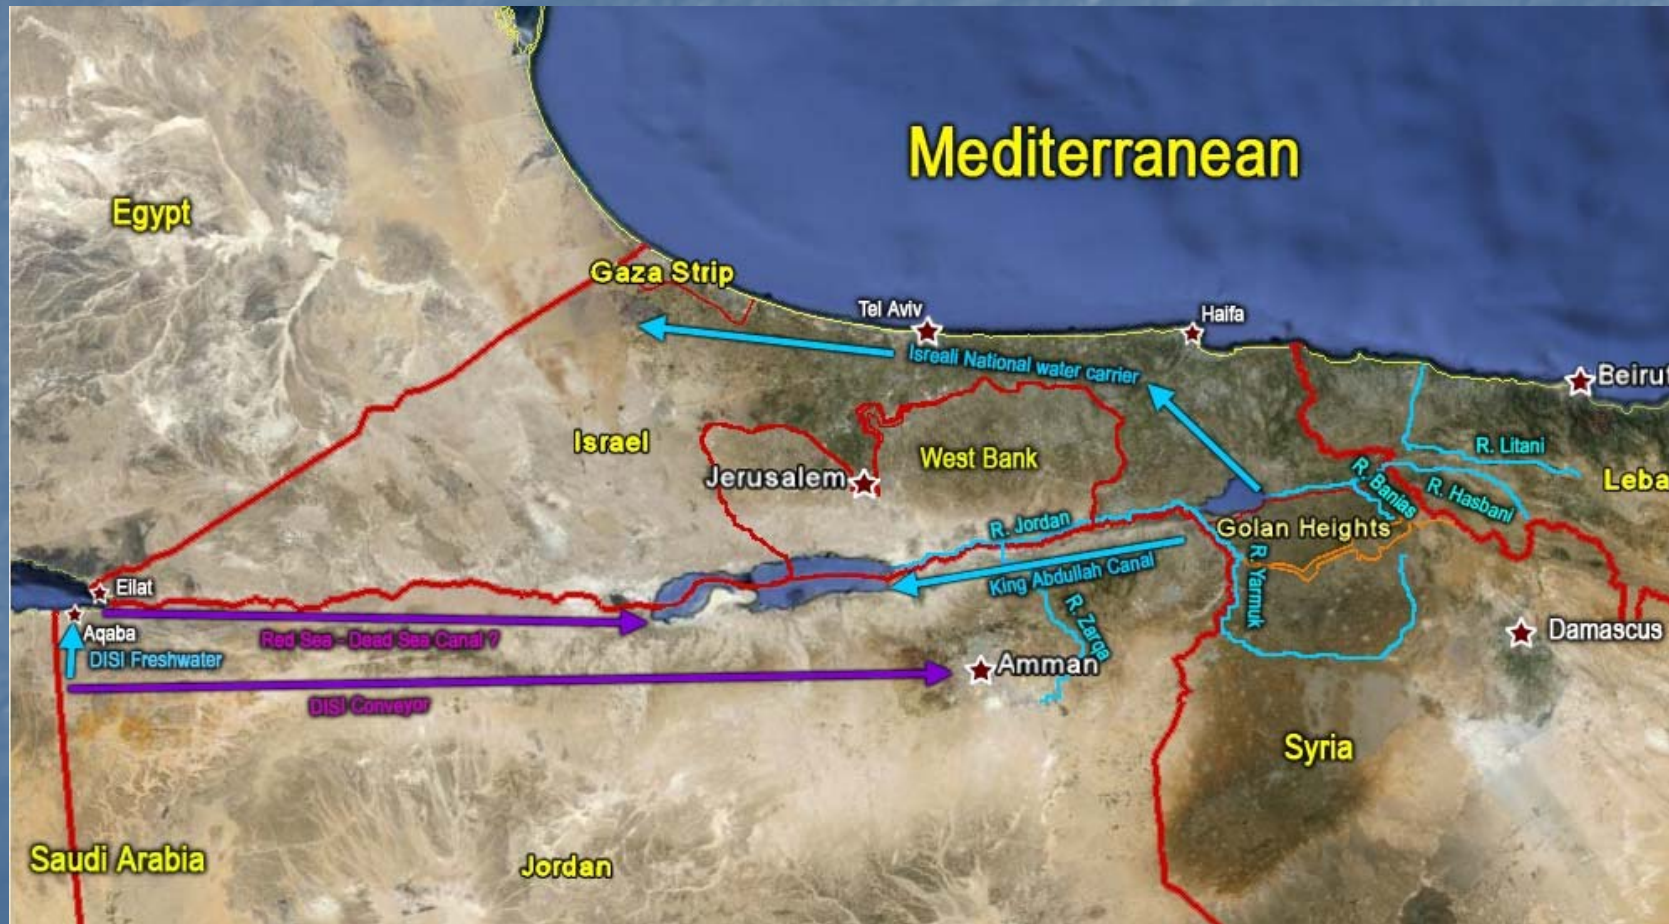 Mediterranean
Egypt
Gaza Strip
Tel Aviv
Haifa
Isreali National water carrier
Beirut
Israel
West Bank
R. Litani
Jerusalem
R. Banias
R. Hasbani
Leba
R. Jordan
Golan Heights
King Abdullah Canal
R. Yarmuk
Eilat
R. Zarqa
Aqaba
Red Sea - Dead Sea Canal ?
Damascus
DISI Freshwater
Amman
DISI Conveyor
Syria
Saudi Arabia
Jordan